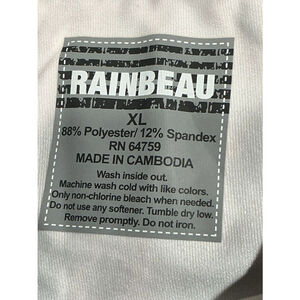 RAINBEAU
XL
88% Polyester/ 12% Spandex
RN 64759
MADE IN CAMBODIA
Wash inside out.
Machine wash cold with like colors.
Only non-chlorine bleach when needed.
Do not use any softener. Tumble dry low.
Remove promptly. Do not iron.